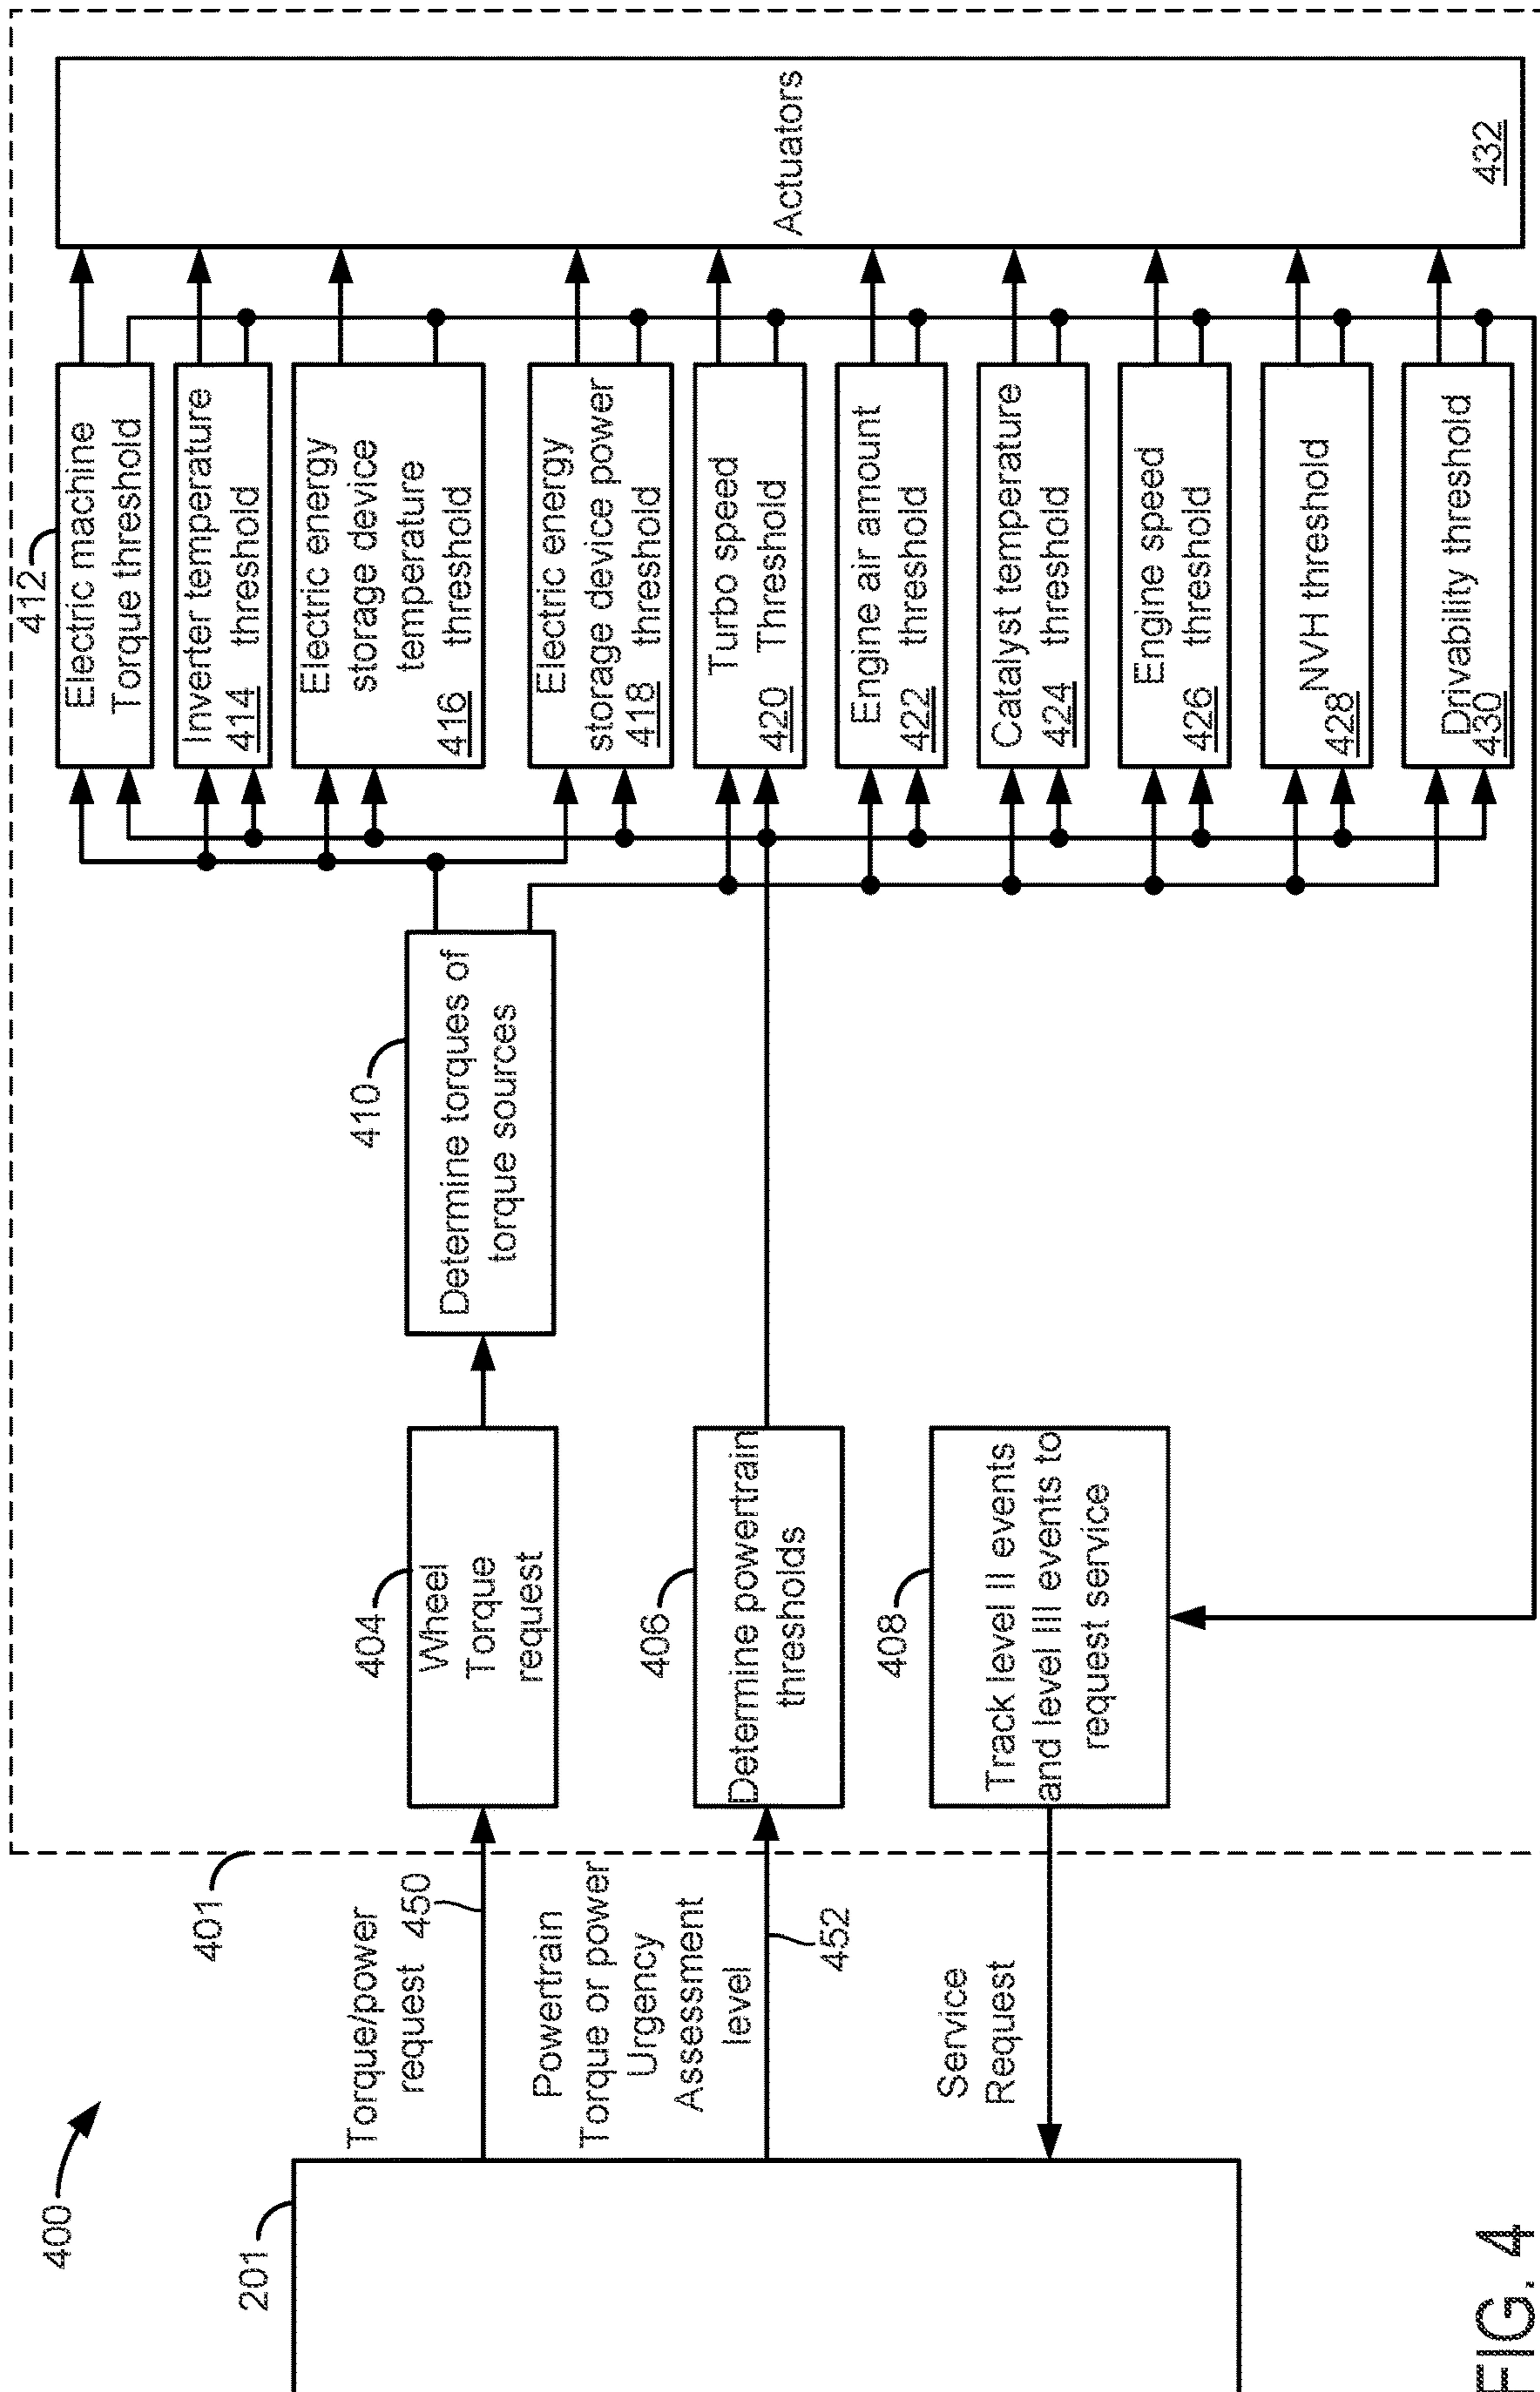 400
201
Torque/power
request 450
Powertrain
Torque or power
Urgency
Assessment
level
452
Service
Request
401
404
Wheel
Torque
request
406
Determine powertrain
thresholds
408
Track level II events
and level III events to
request service
410
Determine torques of
torque sources
412
Electric machine
Torque threshold
Inverter temperature
414 threshold
Electric energy
storage device
temperature
416 threshold
Electric energy
storage device power
418 threshold
Turbo speed
420 Threshold
Engine air amount
422 threshold
Catalyst temperature
424 threshold
Engine speed
426 threshold
NVH threshold
428
Drivability threshold
430
Actuators
432
FIG. 4